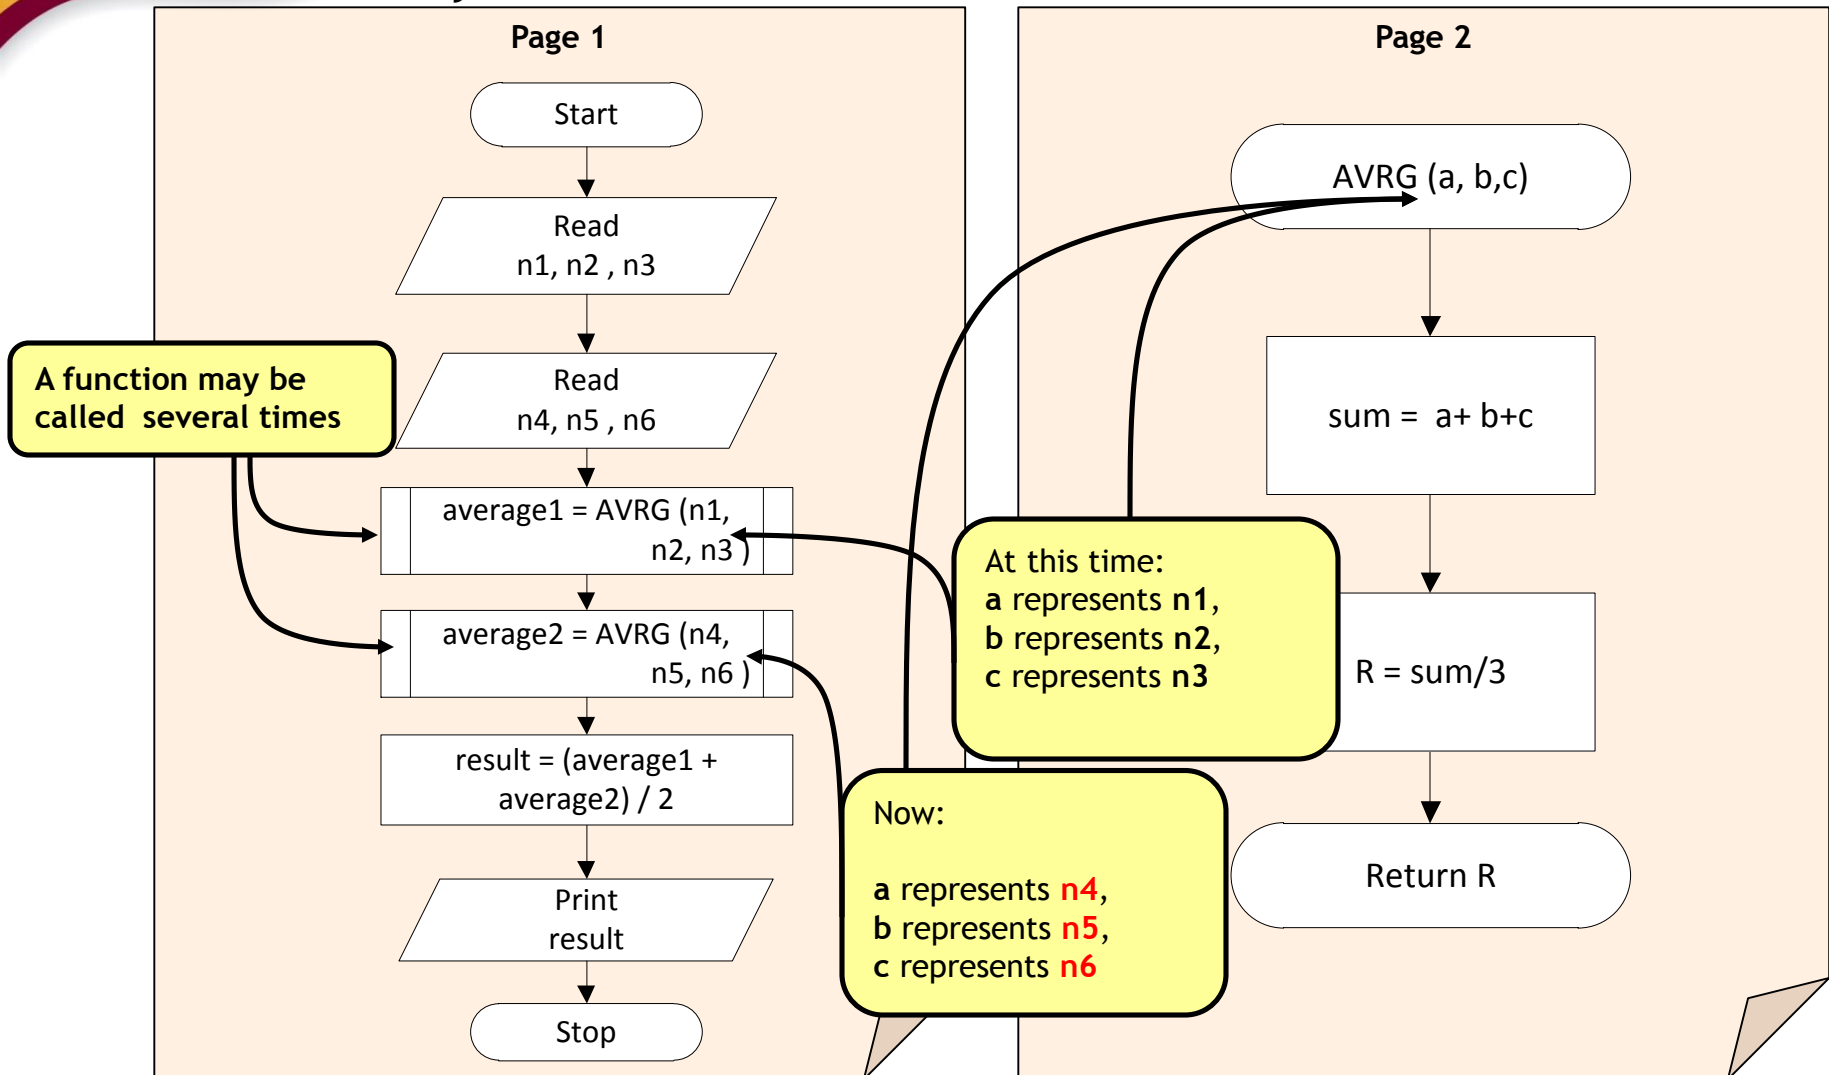 Page 1
Start
Read
n1, n2 , n3
Read
n4, n5 , n6
A function may be
called several times
average1 = AVRG (n1,
n2, n3 )
average2 = AVRG (n4,
n5, n6 )
result = (average1 +
average2) / 2
Print
result
Stop
Page 2
AVRG (a, b,c)
sum = a+ b+c
R = sum/3
Return R
At this time:
a represents n1,
b represents n2,
c represents n3
Now:
a represents n4,
b represents n5,
c represents n6